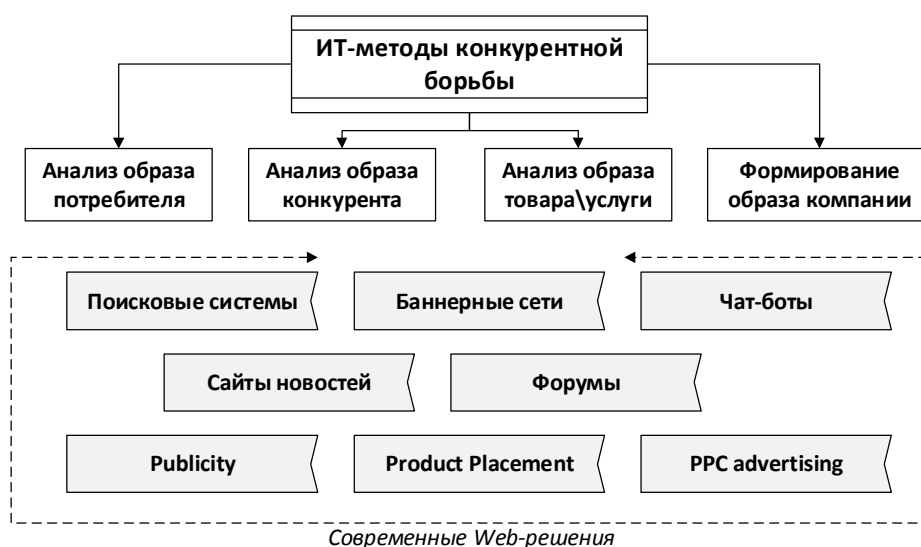 ИТ-методы конкурентной
борьбы
Анализ образа
потребителя
Анализ образа
конкурента
Анализ образа
товара\услуги
Формирование
образа компании
Поисковые системы
Баннерные сети
Чат-боты
Сайты новостей
Форумы
Publicity
Product Placement
PPC advertising
Современные Web-решения